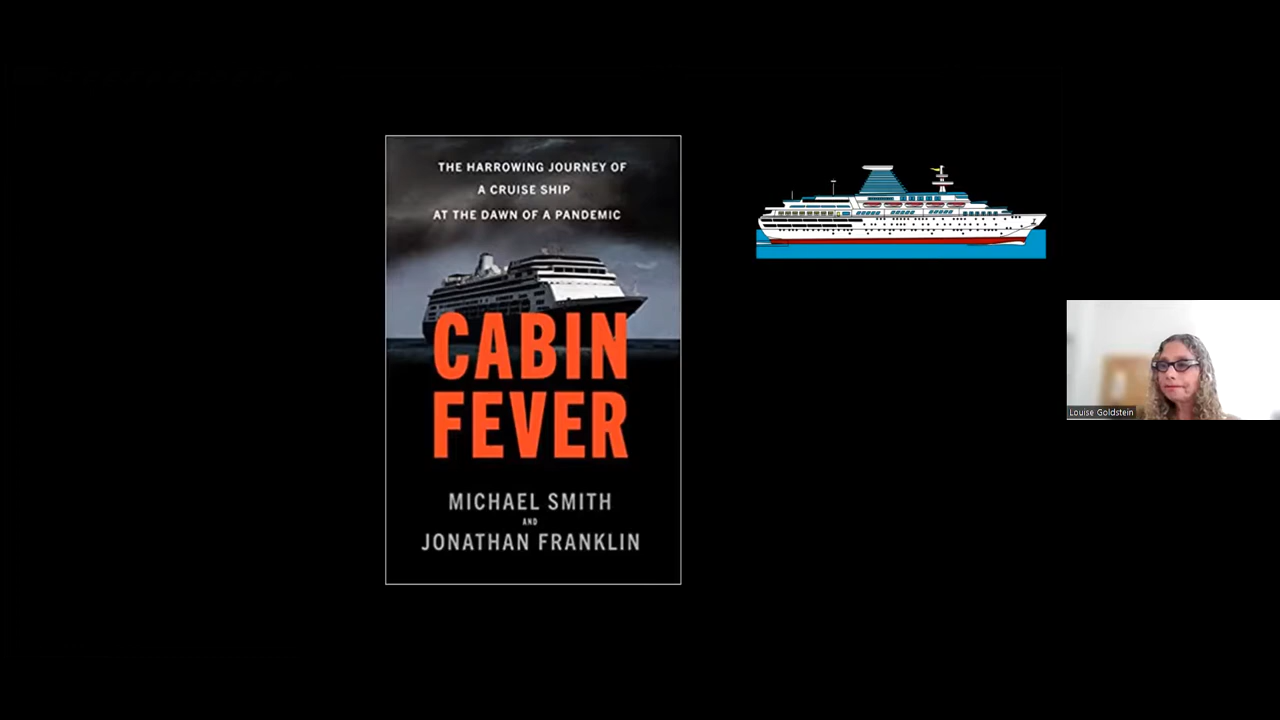 THE HARROWING JOURNEY OF
A CRUISE SHIP
AT THE DAWN OF A PANDEMIC
CABIN
FEVER
MICHAEL SMITH
AND
JONATHAN FRANKLIN
Louise Goldstein